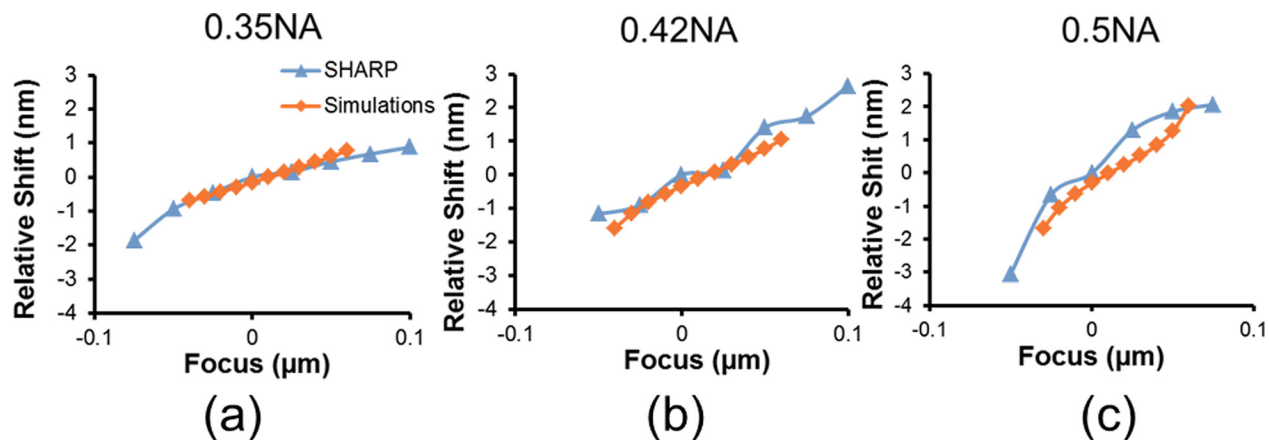 0.35NA
Relative Shift (nm)
SHARP
Simulations
3
2
1
0
-1
-2
-3
-4
-0.1
0
0.1
Focus (µm)
(a)
0.42NA
Relative Shift (nm)
3
2
1
0
-1
-2
-3
-4
-0.1
0
0.1
Focus (µm)
(b)
0.5NA
Relative Shit (nm)
3
2
1
0
-1
-2
-3
-4
-0.1
0
0.1
Focus (µm)
(c)